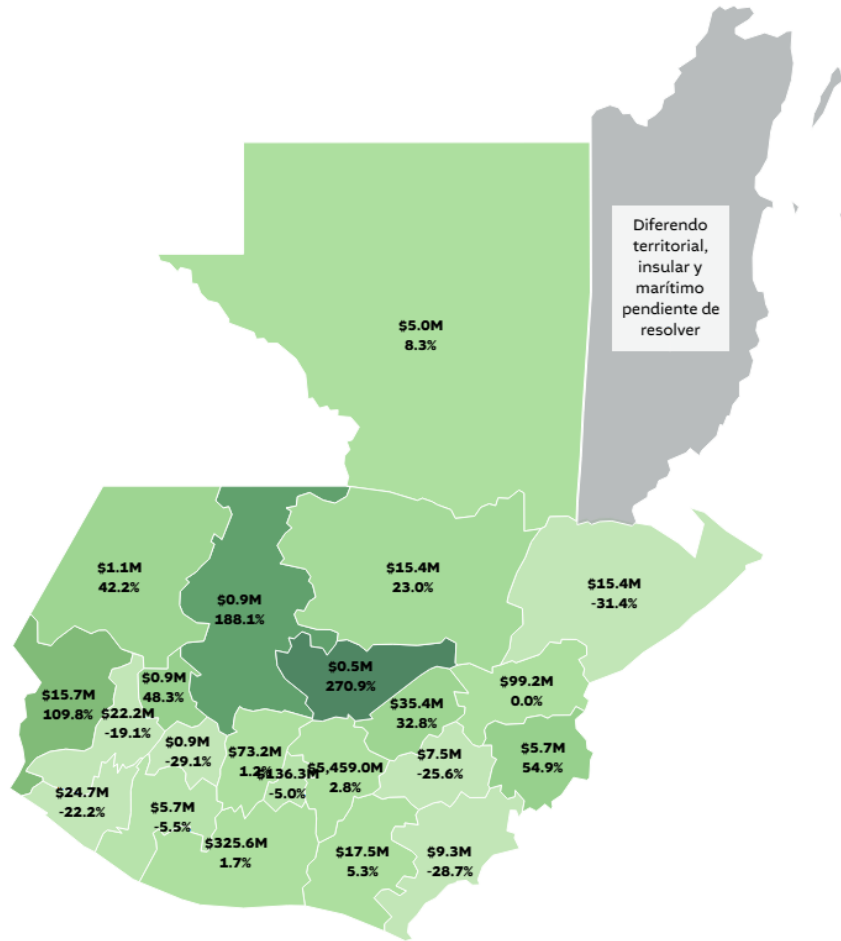 Diferendo
territorial,
insular y
marítimo
pendiente de
resolver
$5.0M
8.3%
$1.1M
42.2%
$0.9M
188.1%
$15.4M
23.0%
$15.4M
-31.4%
$0.5M
270.9%
$15.7M
109.8%
$0.9M
48.3%
$22.2M
-19.1%
$99.2M
0.0%
$35.4M
32.8%
$0.9M
-29.1%
$73.2M
1.2%
$136.3M
-5.0%
$5,459.0M
2.8%
$7.5M
-25.6%
$5.7M
54.9%
$24.7M
-22.2%
$5.7M
-5.5%
$325.6M
1.7%
$17.5M
5.3%
$9.3M
-28.7%